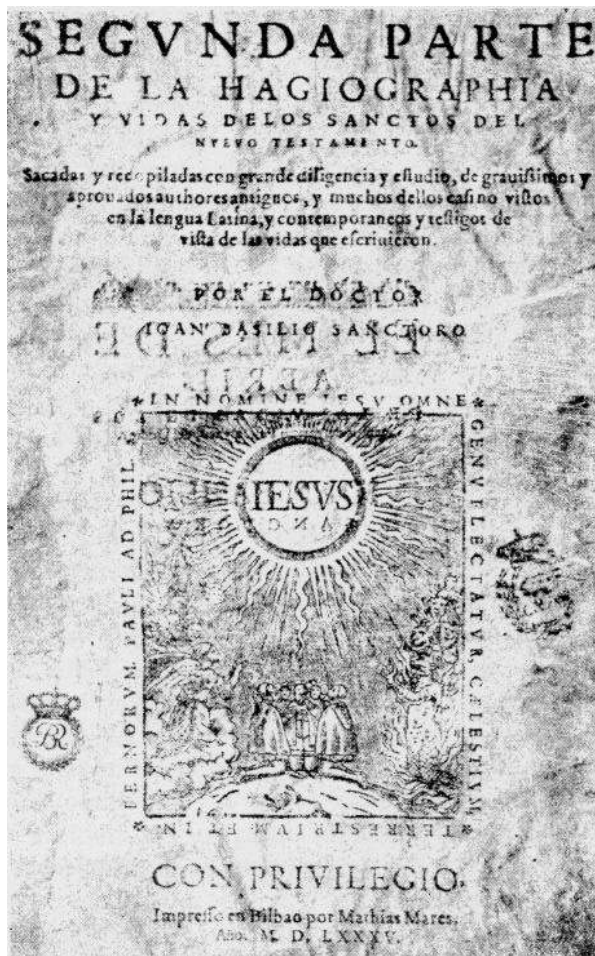 SEGVNDA PARTE
DE LA HAGIOGRAPHIA
Y VIDAS DELOS SANCTOS DEL
NVEVO TESTAMENTO.
Sacadas y recopiladas con grande diligencia y eſtudio, de grauiſsimos y
aprouados authores antiguos, y muchos dellos caſi no viſtos
en la lengua Latina, y contemporaneos y teſtigos de
viſta de las vidas que eſcriuieron.
POR EL DOCTOR
IOAN BASILIO SANCTORO
*IN NOMINE IESV OMNE*
GENVFLECTATVR, CÆLESTIVM,
* TERRESTRIVM ET IN *
FERNORVM. PAVLI AD PHIL.
IESVS
BR
CON PRIVILEGIO.
Impreſſo en Bilbao por Mathias Mares.
Año. M. D. LXXXV.